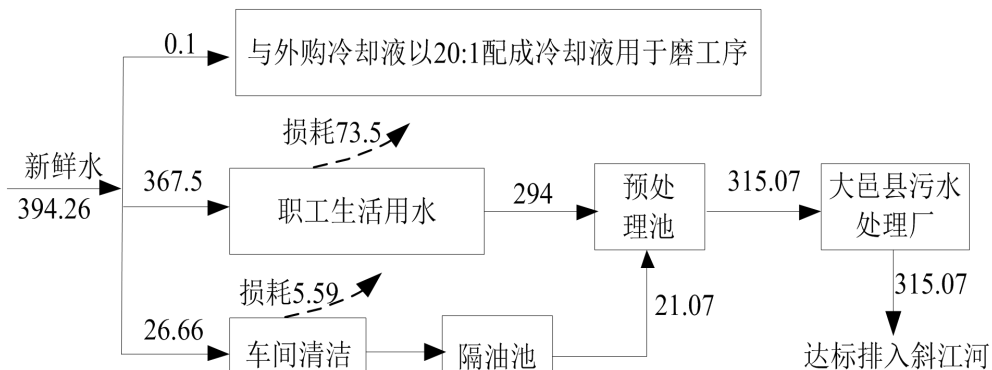 0.1
与外购冷却液以20:1配成冷却液用于磨工序
损耗73.5
新鲜水
394.26
367.5
职工生活用水
294
预处
理池
315.07
大邑县污水
处理厂
损耗5.59
26.66
车间清洁
隔油池
21.07
315.07
达标排入斜江河